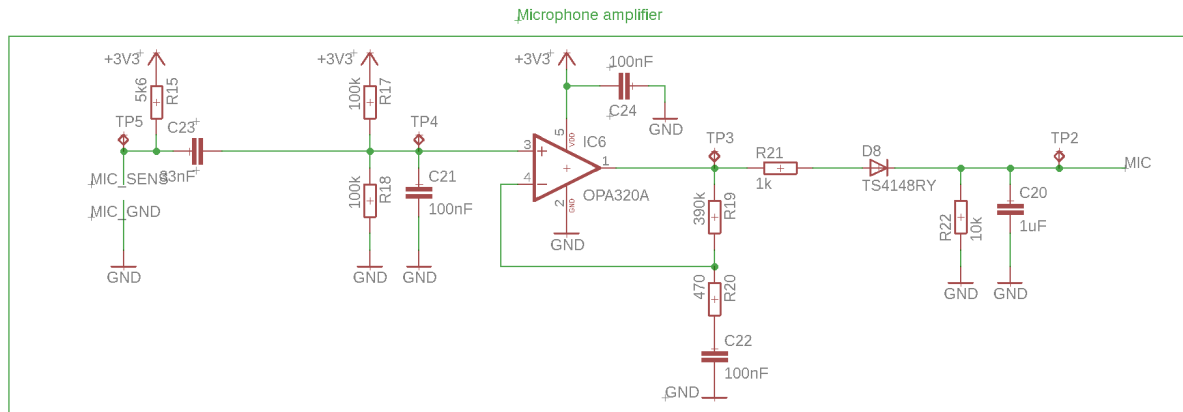 Microphone amplifier
+3V3
5k6
R15
TP5
C23
33nF
MIC_SENS
MIC_GND
GND
+3V3
100k
R17
TP4
100k
R18
C21
100nF
GND
GND
+3V3
100nF
C24
GND
5
VDD
IC6
3
4
1
OPA320A
2
GND
GND
TP3
R21
1k
D8
TS4148RY
TP2
MIC
390k
R19
470
R20
C22
100nF
GND
R22
10k
C20
1uF
GND
GND